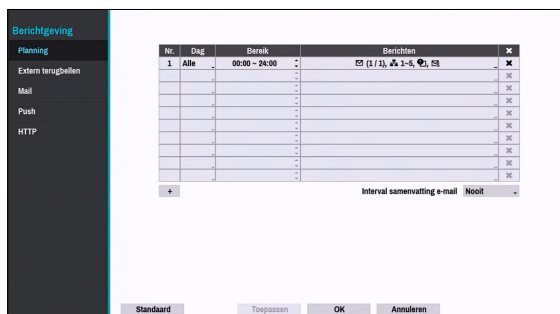 Berichtgeving
Planning
Extern terugbellen
Mail
Push
HTTP
Nr. Dag Bereik Berichten
1 Alle 00:00 ~ 24:00 (1 / 1), 1~5,
+ Interval samenvatting e-mail Nooit
Standaard Toepassen OK Annuleren